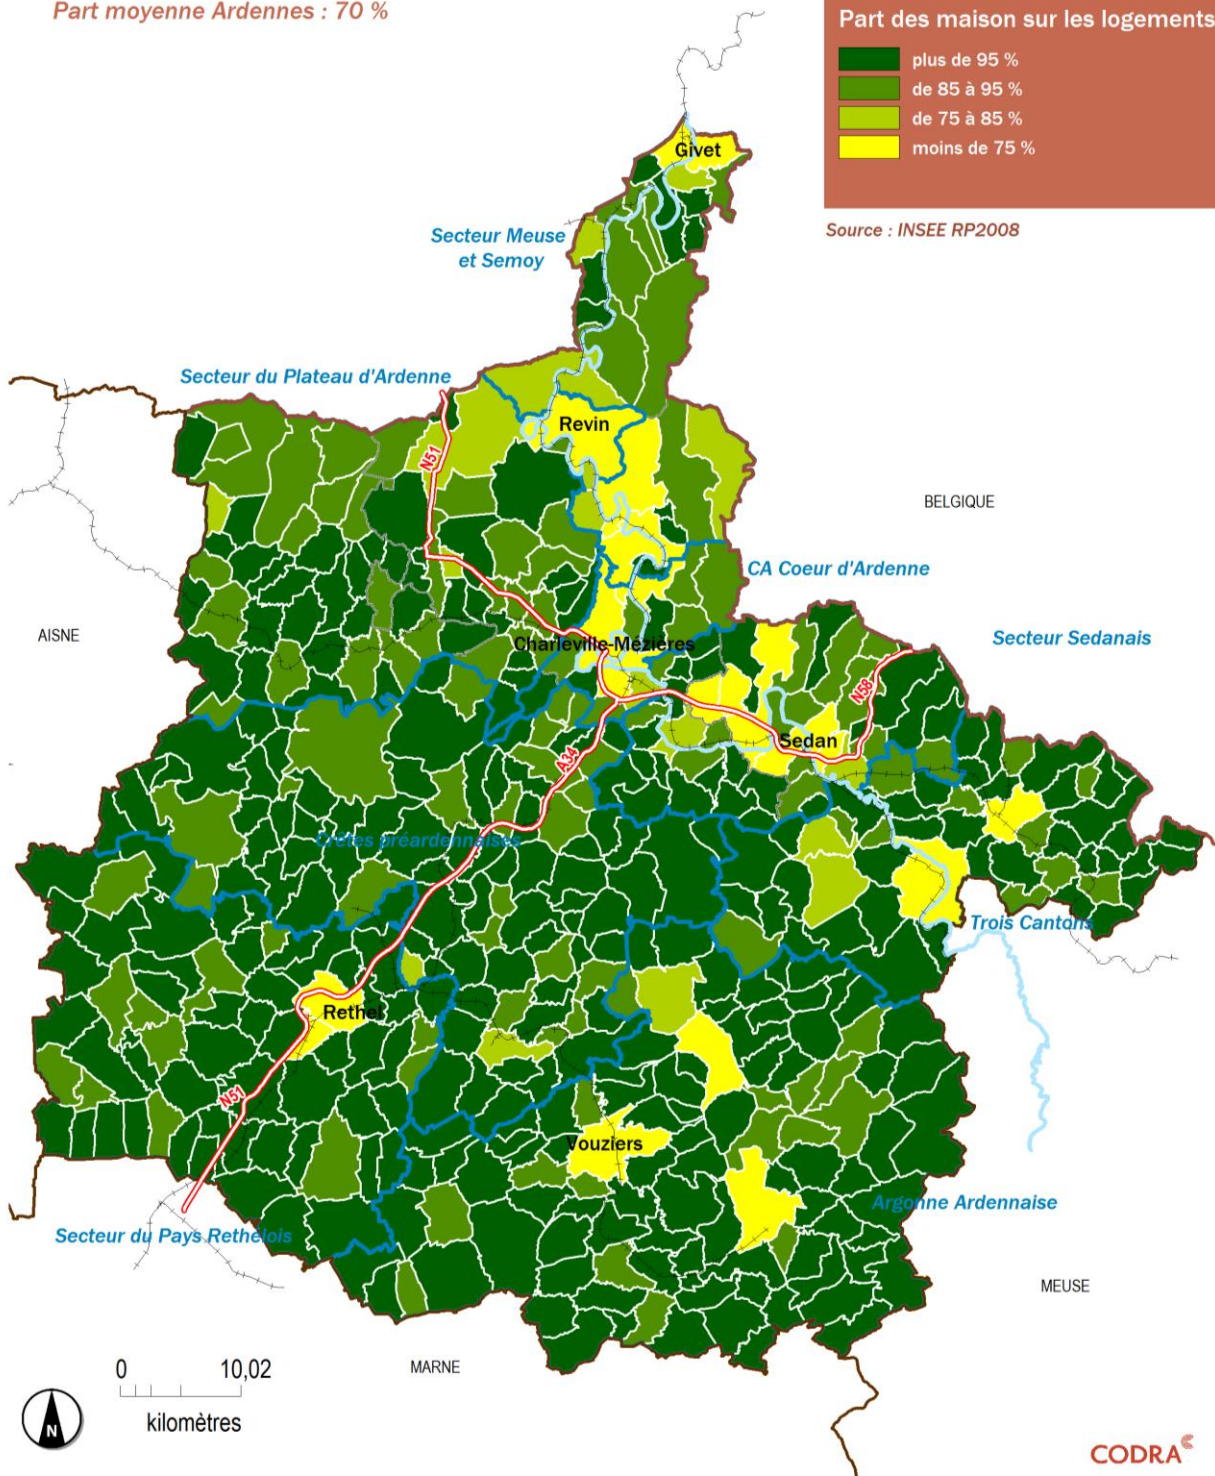 Part moyenne Ardennes : 70 %
Part des maison sur les logements
plus de 95 %
de 85 à 95 %
de 75 à 85 %
moins de 75 %
Source : INSEE RP2008
Givet
Secteur Meuse
et Semoy
Secteur du Plateau d'Ardenne
Revin
N51
BELGIQUE
CA Coeur d'Ardenne
AISNE
Charleville-Mézières
Secteur Sedanais
N58
Sedan
A34
Crêtes préardennaises
Trois Cantons
Rethel
N51
Vouziers
Argonne Ardennaise
Secteur du Pays Rethélois
MEUSE
MARNE
0 10,02
kilomètres
N
CODRA